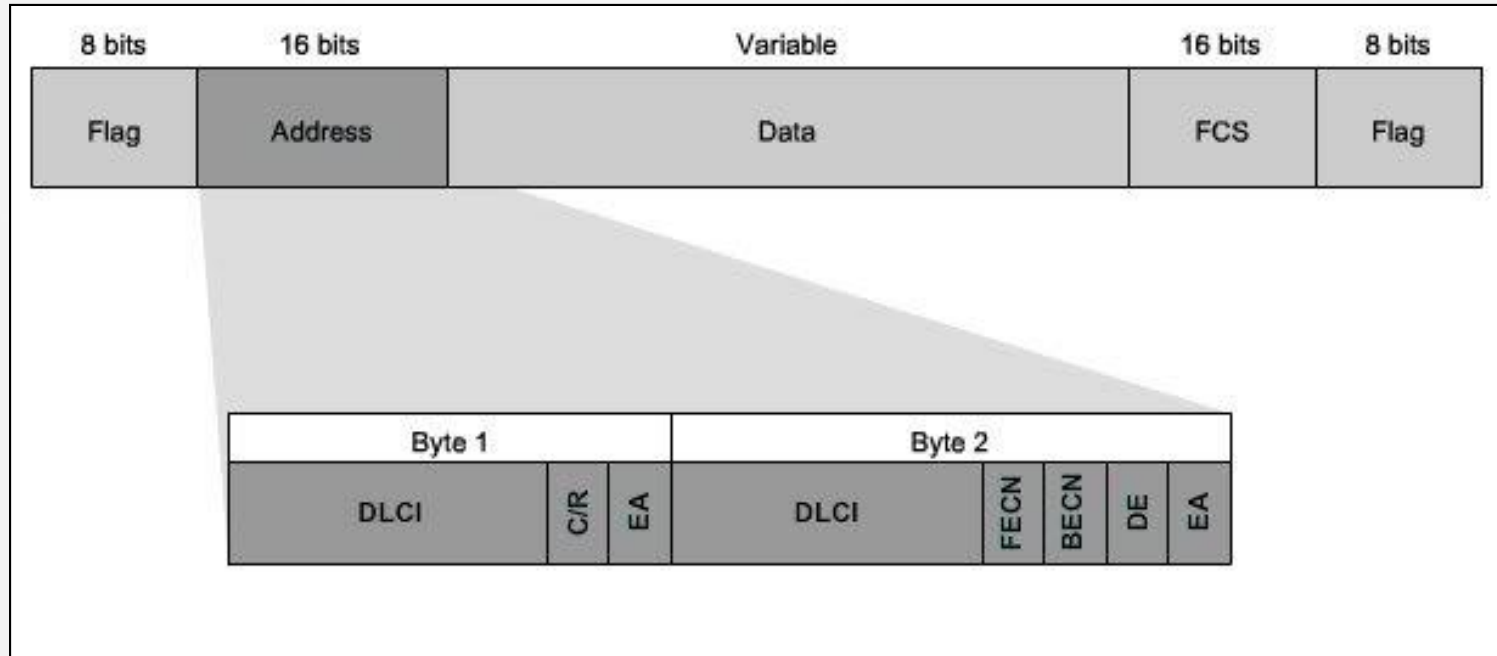 8 bits 16 bits Variable 16 bits 8 bits
Flag Address Data FCS Flag
Byte 1 Byte 2
DLCI C/R EA DLCI FECN BECN DE EA